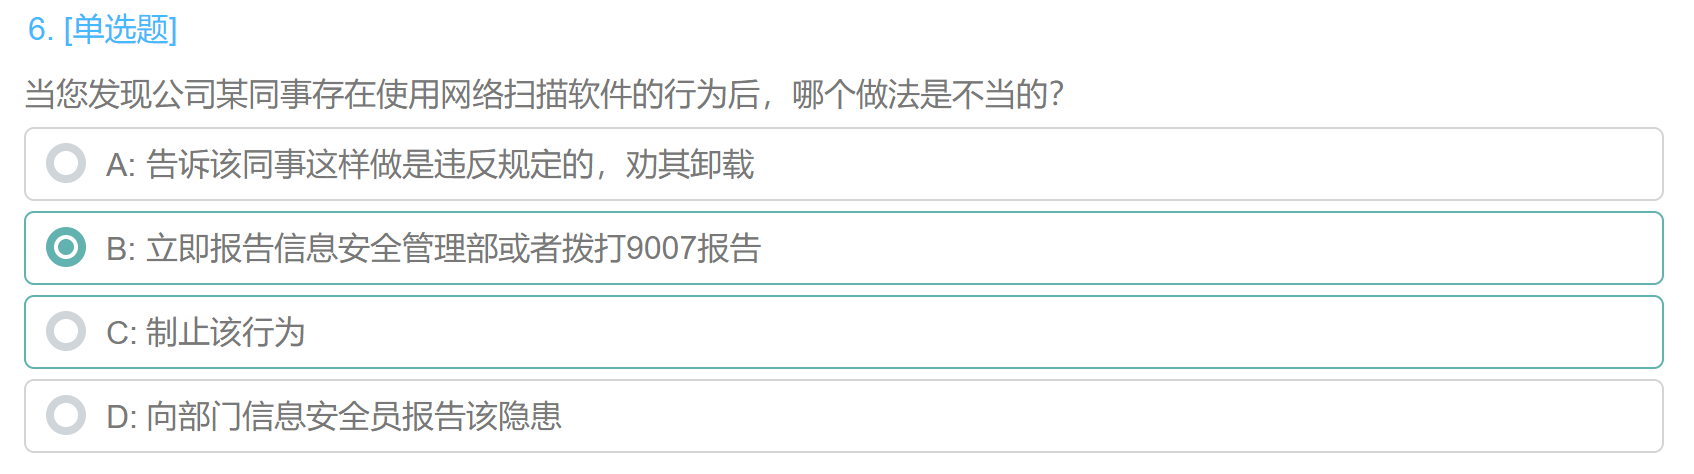 6. [单选题]
当您发现公司某同事存在使用网络扫描软件的行为后，哪个做法是不当的？
A: 告诉该同事这样做是违反规定的，劝其卸载
B: 立即报告信息安全管理部或者拨打9007报告
C: 制止该行为
D: 向部门信息安全员报告该隐患